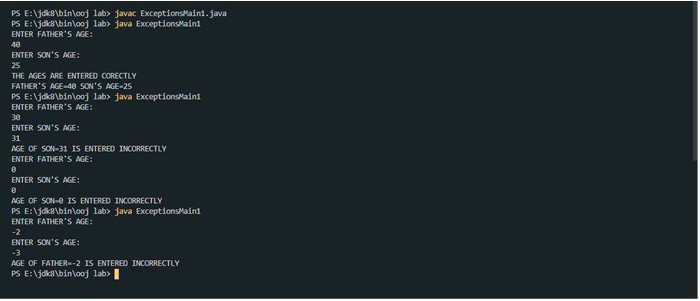 PS E:\jdk8\bin\ooj lab> javac ExceptionsMain1.java
PS E:\jdk8\bin\ooj lab> java ExceptionsMain1
ENTER FATHER'S AGE:
40
ENTER SON'S AGE:
25
THE AGES ARE ENTERED CORECTLY
FATHER'S AGE=40 SON'S AGE=25
PS E:\jdk8\bin\ooj lab> java ExceptionsMain1
ENTER FATHER'S AGE:
30
ENTER SON'S AGE:
31
AGE OF SON=31 IS ENTERED INCORRECTLY
ENTER FATHER'S AGE:
0
ENTER SON'S AGE:
0
AGE OF SON=0 IS ENTERED INCORRECTLY
PS E:\jdk8\bin\ooj lab> java ExceptionsMain1
ENTER FATHER'S AGE:
-2
ENTER SON'S AGE:
-3
AGE OF FATHER=-2 IS ENTERED INCORRECTLY
PS E:\jdk8\bin\ooj lab>